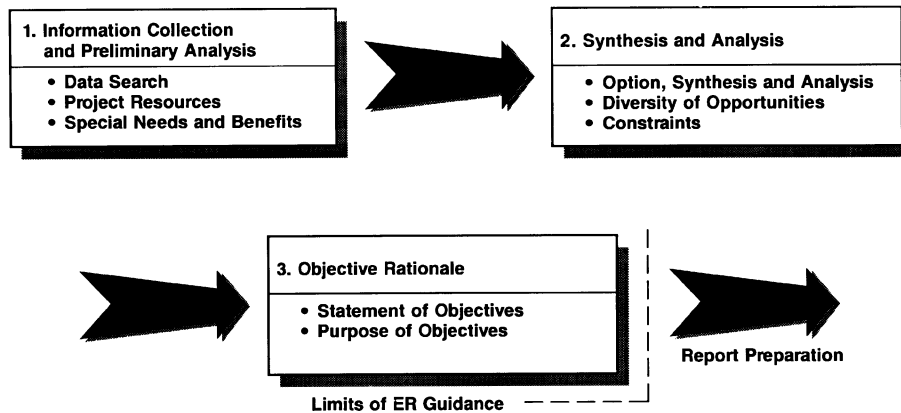 1. Information Collection
and Preliminary Analysis
• Data Search
• Project Resources
• Special Needs and Benefits
2. Synthesis and Analysis
• Option, Synthesis and Analysis
• Diversity of Opportunities
• Constraints
3. Objective Rationale
• Statement of Objectives
• Purpose of Objectives
Report Preparation
Limits of ER Guidance